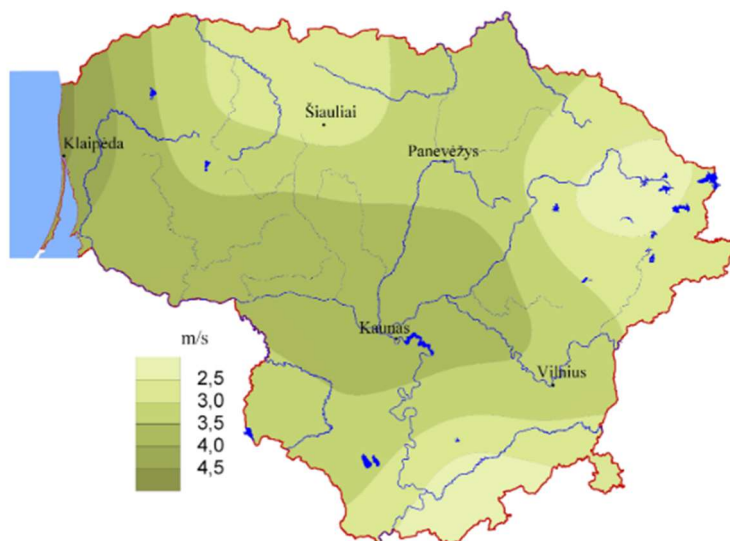 Šiauliai
Klaipėda
Panevėžys
Kaunas
Vilnius
m/s
2,5
3,0
3,5
4,0
4,5